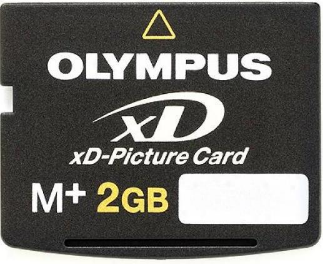 OLYMPUS
xD
xD-Picture Card
M+ 2GB